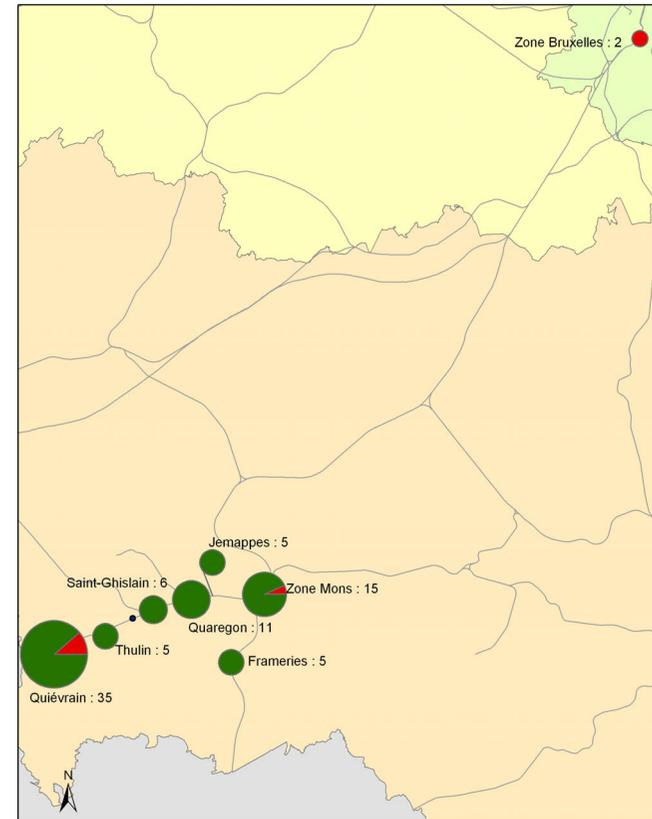 Zone Bruxelles : 2
Jemappes : 5
Saint-Ghislain : 6
Zone Mons : 15
Quaregon : 11
Thulin : 5
Frameries : 5
Quiévrain : 35
N